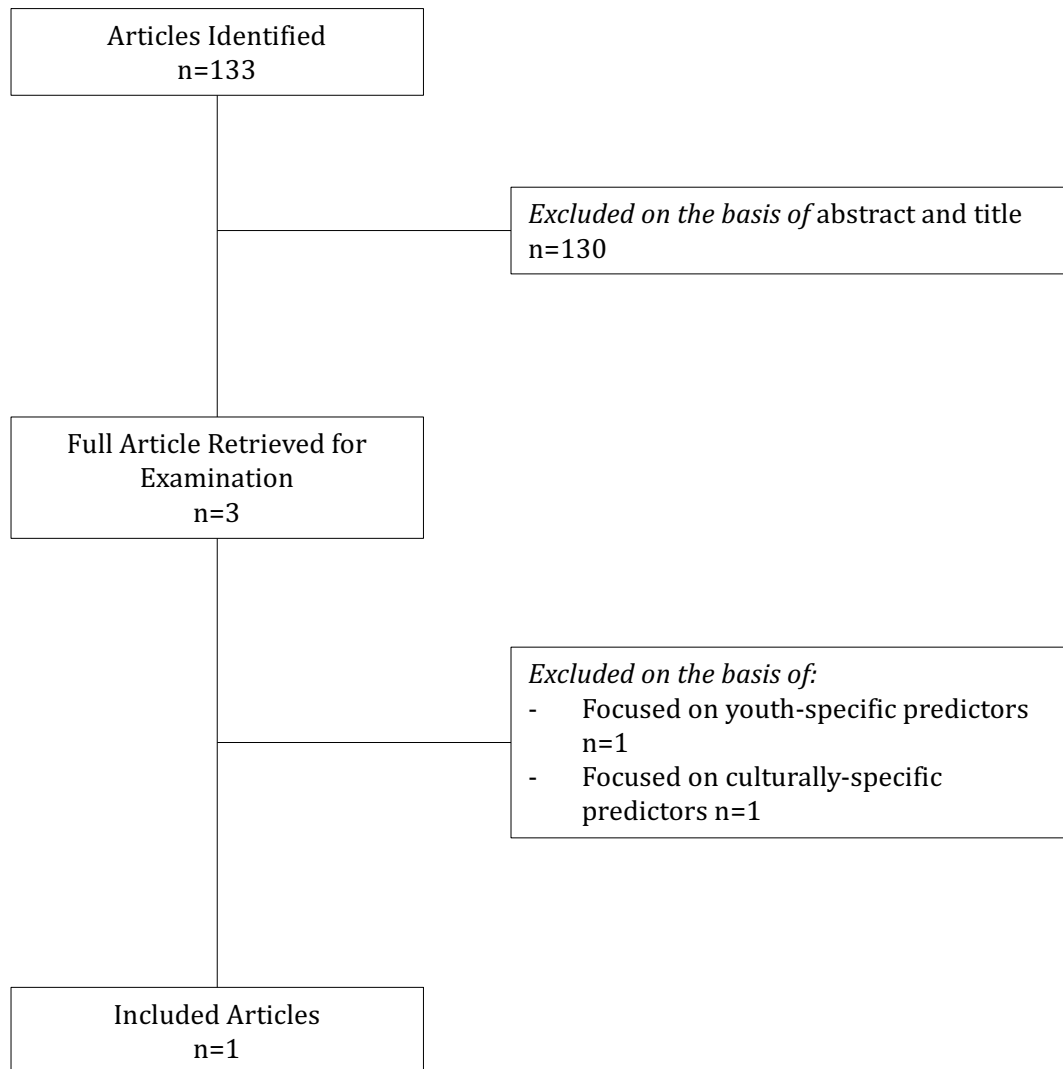 Articles Identified
n=133
Excluded on the basis of abstract and title
n=130
Full Article Retrieved for
Examination
n=3
Excluded on the basis of:
- Focused on youth-specific predictors
n=1
- Focused on culturally-specific
predictors n=1
Included Articles
n=1